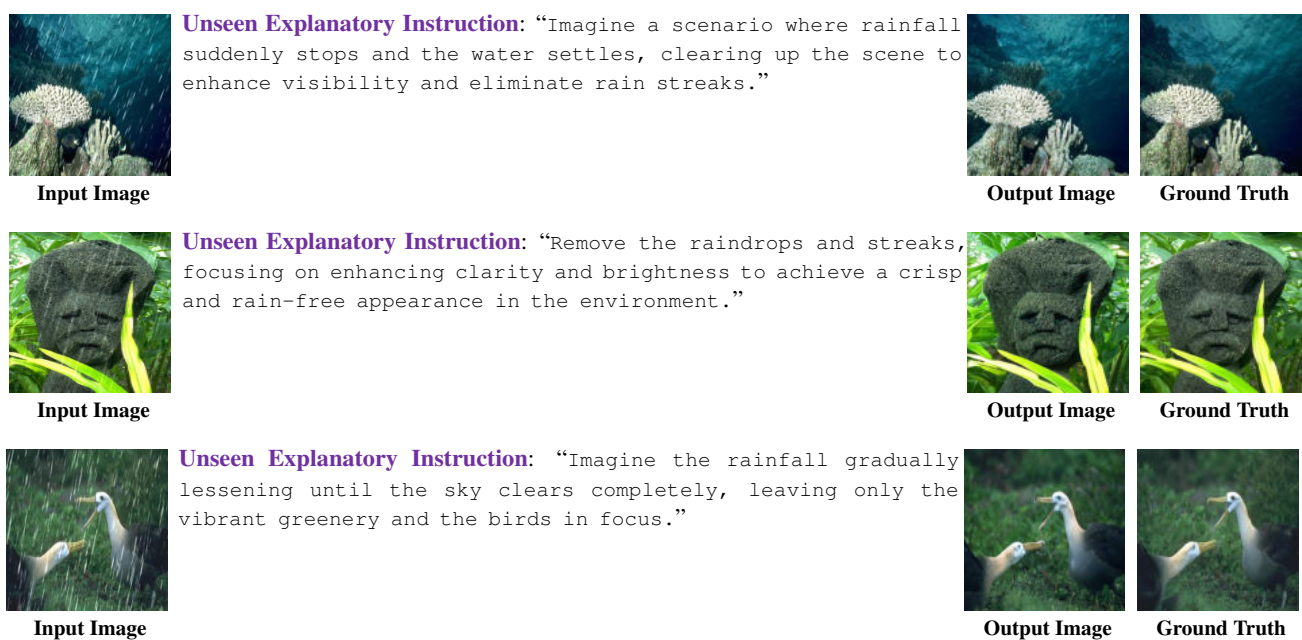 Unseen Explanatory Instruction: “Imagine a scenario where rainfall
suddenly stops and the water settles, clearing up the scene to
enhance visibility and eliminate rain streaks.”
Input Image
Output Image
Ground Truth
Unseen Explanatory Instruction: “Remove the raindrops and streaks,
focusing on enhancing clarity and brightness to achieve a crisp
and rain-free appearance in the environment.”
Input Image
Output Image
Ground Truth
Unseen Explanatory Instruction: “Imagine the rainfall gradually
lessening until the sky clears completely, leaving only the
vibrant greenery and the birds in focus.”
Input Image
Output Image
Ground Truth